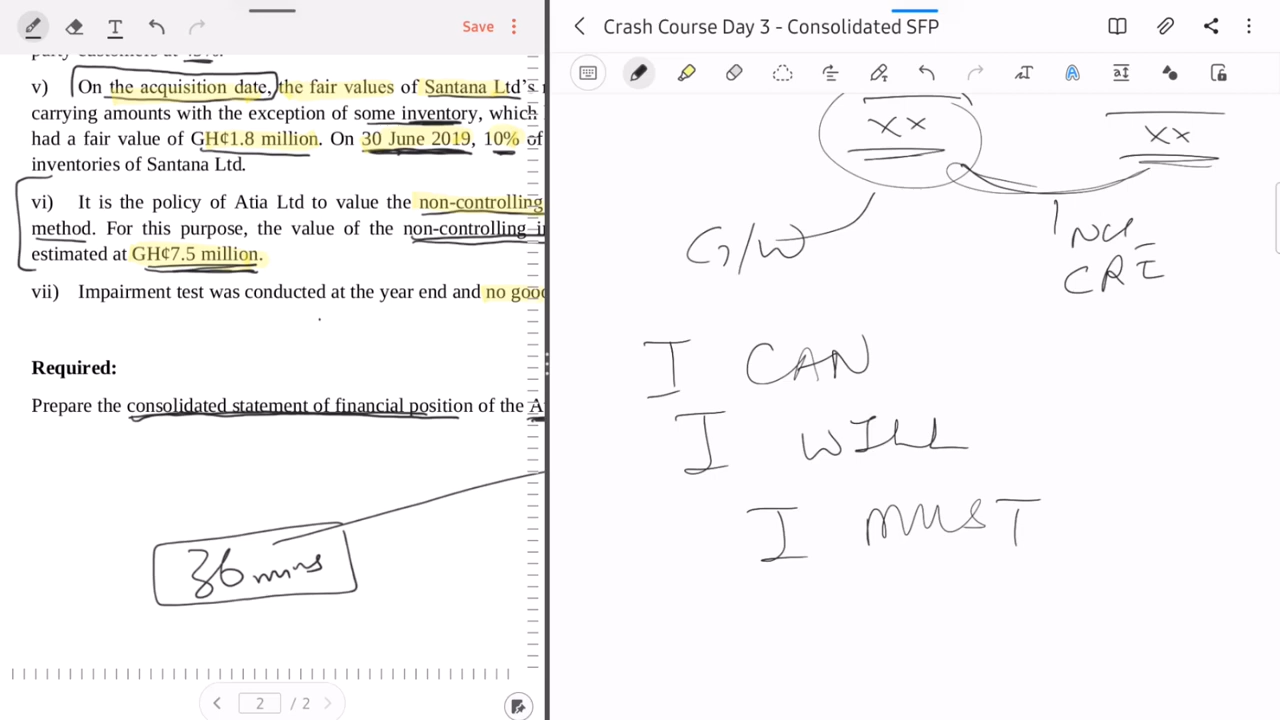 Save
Crash Course Day 3 - Consolidated SFP
v) On the acquisition date, the fair values of Santana Ltd's
carrying amounts with the exception of some inventory, which
had a fair value of GH¢1.8 million. On 30 June 2019, 10% of
inventories of Santana Ltd.
vi) It is the policy of Atia Ltd to value the non-controlling
method. For this purpose, the value of the non-controlling
estimated at GH¢7.5 million.
vii) Impairment test was conducted at the year end and no
Required:
Prepare the consolidated statement of financial position of the A
36 mins
2 / 2
xx
xx
G/W
NCI
CRE
I CAN
I WILL
I MUST